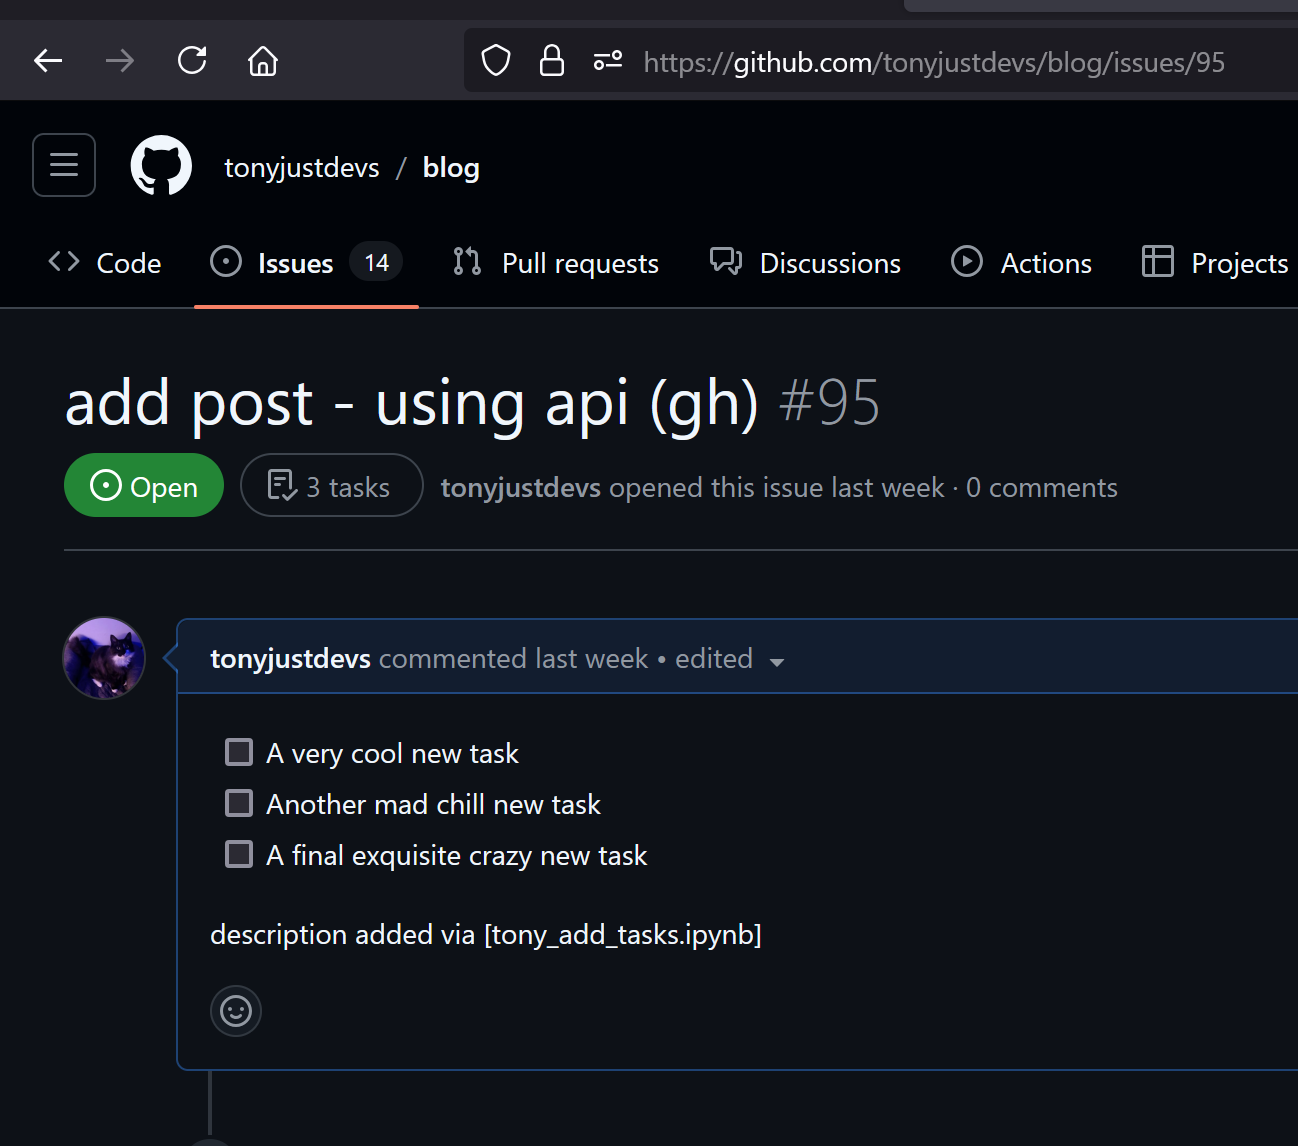 https://github.com/tonyjustdevs/blog/issues/95
tonyjustdevs / blog
Code Issues 14 Pull requests Discussions Actions Projects
add post - using api (gh) #95
Open 3 tasks tonyjustdevs opened this issue last week · 0 comments
tonyjustdevs commented last week • edited
A very cool new task
Another mad chill new task
A final exquisite crazy new task
description added via [tony_add_tasks.ipynb]